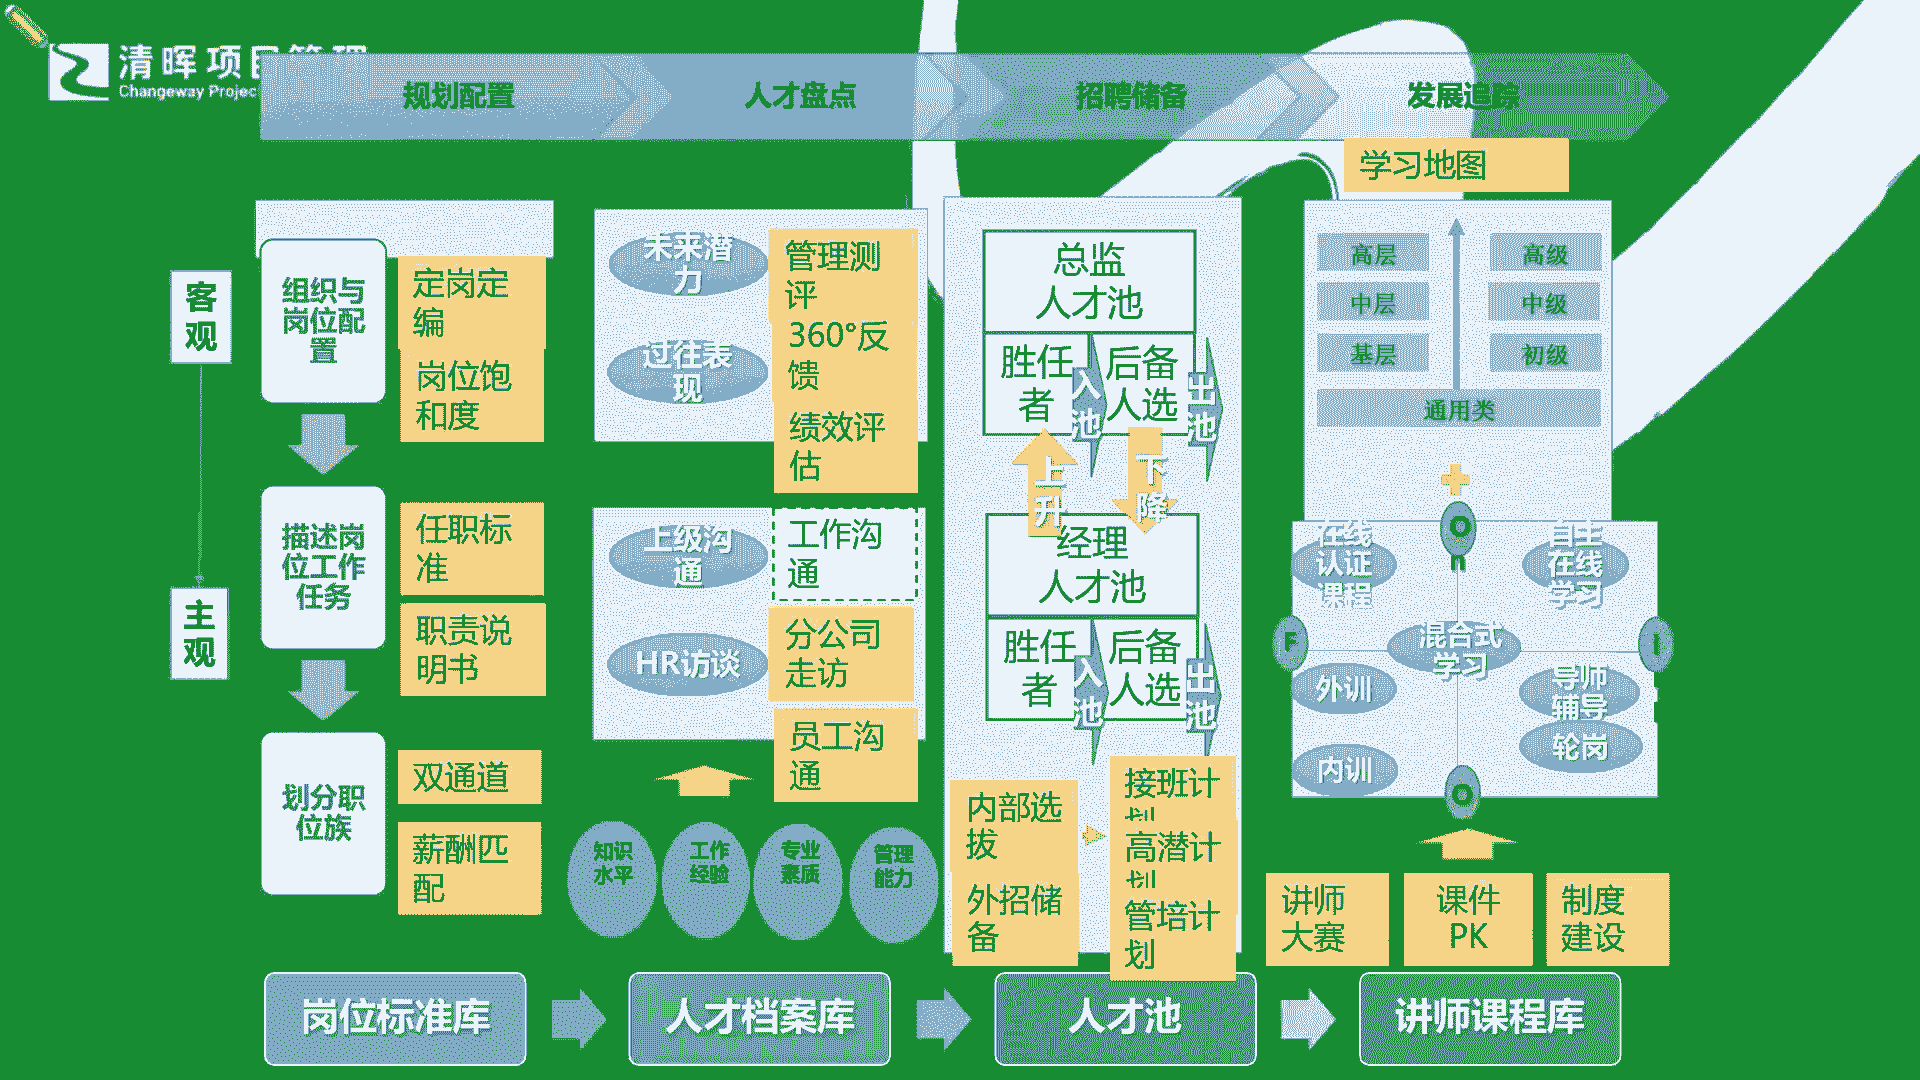 清晖项目管理
Changeway Projec
规划配置
人才盘点
招聘储备
发展追踪
学习地图
客
观
主
观
组织与
岗位配
置
定岗定
编
岗位饱
和度
描述岗
位工作
任务
任职标
准
职责说
明书
划分职
位族
双通道
薪酬匹
配
未来潜
力
过往表
现
管理测
评
360°反
馈
绩效评
估
上级沟
通
HR访谈
工作沟
通
分公司
走访
员工沟
通
知识
水平
工作
经验
专业
素质
管理
能力
总监
人才池
胜任
者
入
池
后备
人选
出
池
上
升
下
降
经理
人才池
胜任
者
入
池
后备
人选
出
池
内部选
拔
外招储
备
接班计
划
高潜计
划
管培计
划
高层
中层
基层
高级
中级
初级
通用类
O
n
在线
认证
课程
自主
在线
学习
F
混合式
学习
I
外训
导师
辅导
内训
轮岗
O
讲师
大赛
课件
PK
制度
建设
岗位标准库
人才档案库
人才池
讲师课程库